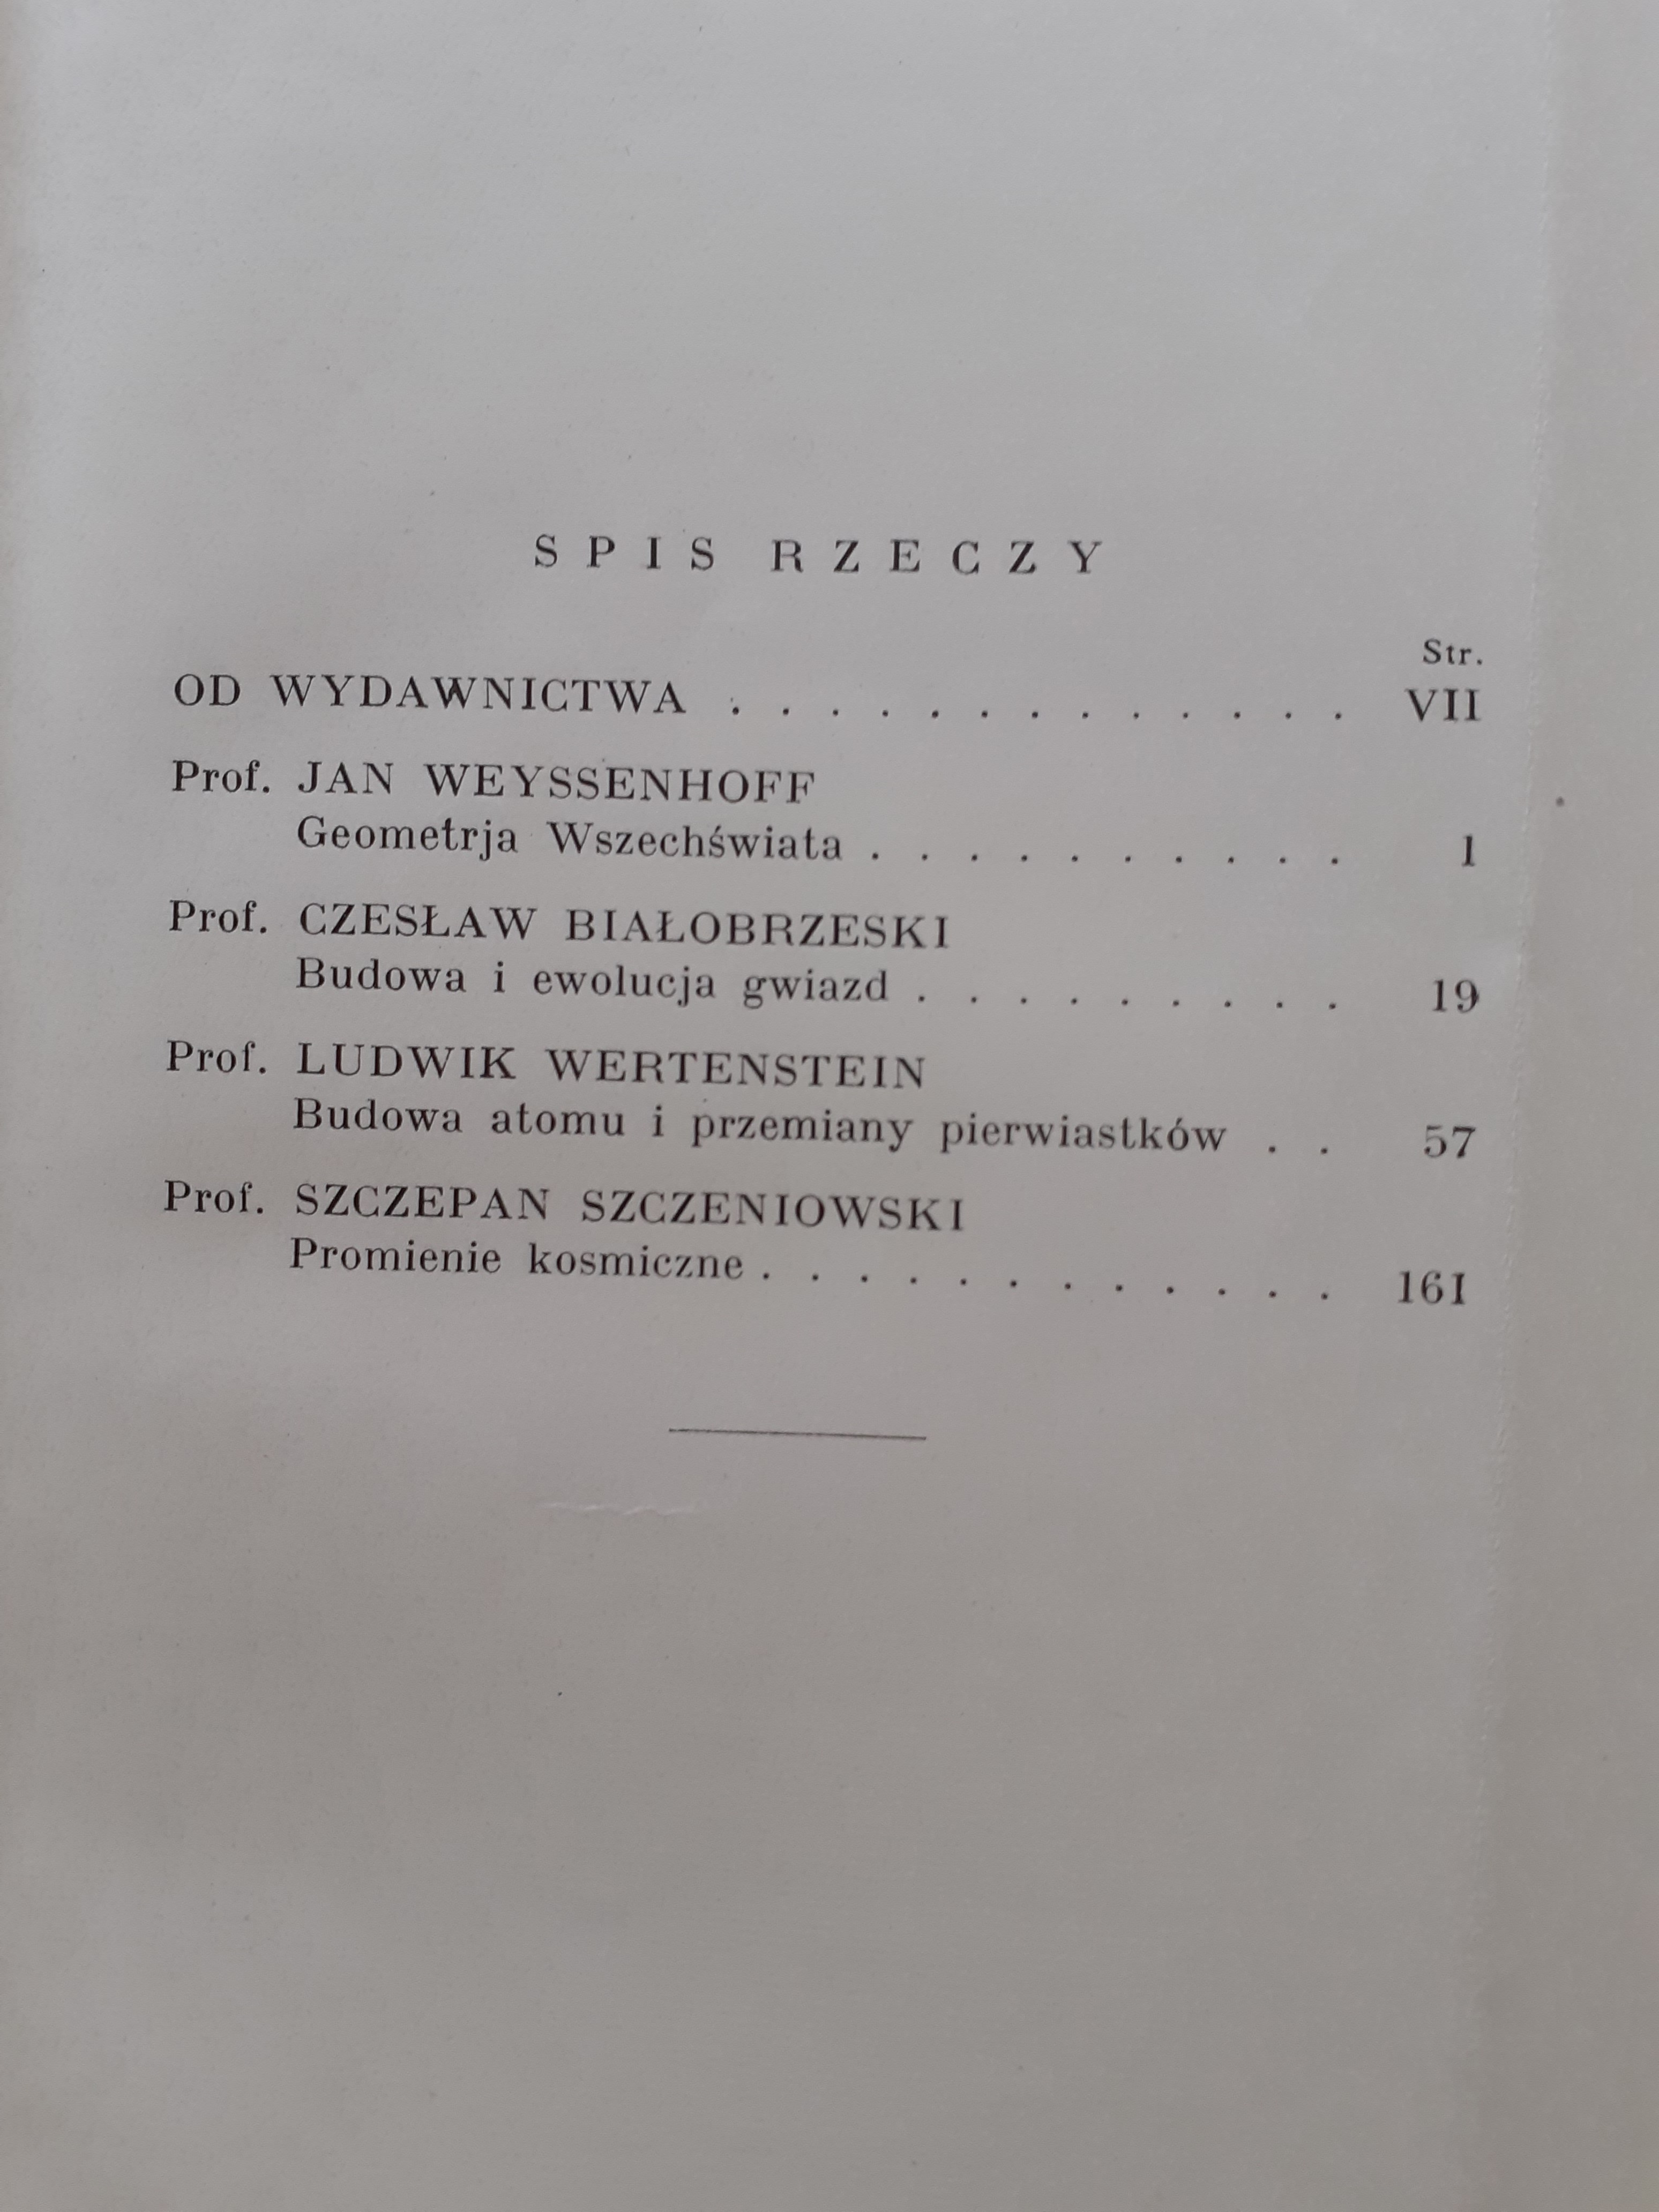 SPIS RZECZY
Str.
OD WYDAWNICTWA . . . . . . . . . . . . . VII
Prof. JAN WEYSSENHOFF
Geometrja Wszechświata . . . . . . . . . . 1
Prof. CZESŁAW BIAŁOBRZESKI
Budowa i ewolucja gwiazd . . . . . . . . . 19
Prof. LUDWIK WERTENSTEIN
Budowa atomu i przemiany pierwiastków . . 57
Prof. SZCZEPAN SZCZENIOWSKI
Promienie kosmiczne . . . . . . . . . . . . 161